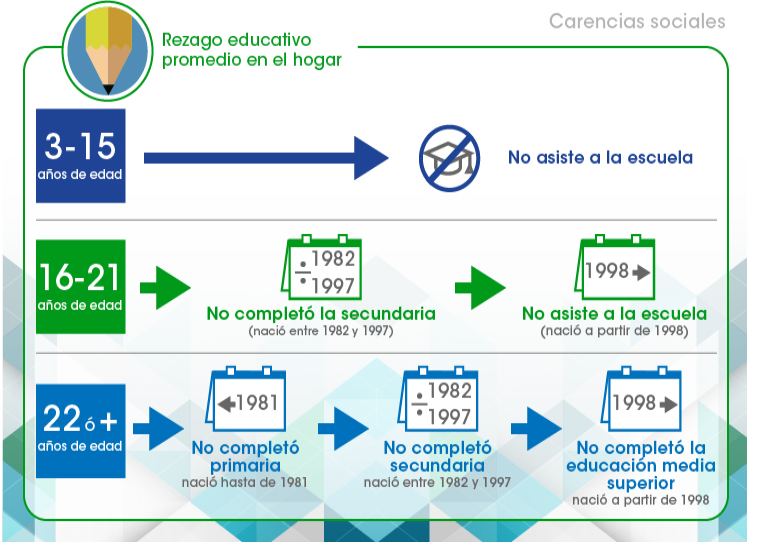 Carencias sociales
Rezago educativo
promedio en el hogar
3-15
años de edad
No asiste a la escuela
16-21
años de edad
1982
÷
1997
No completó la secundaria
(nació entre 1982 y 1997)
1998
No asiste a la escuela
(nació a partir de 1998)
22 ó +
años de edad
1981
No completó
primaria
nació hasta de 1981
1982
÷
1997
No completó
secundaria
nació entre 1982 y 1997
1998
No completó la
educación media
superior
nació a partir de 1998